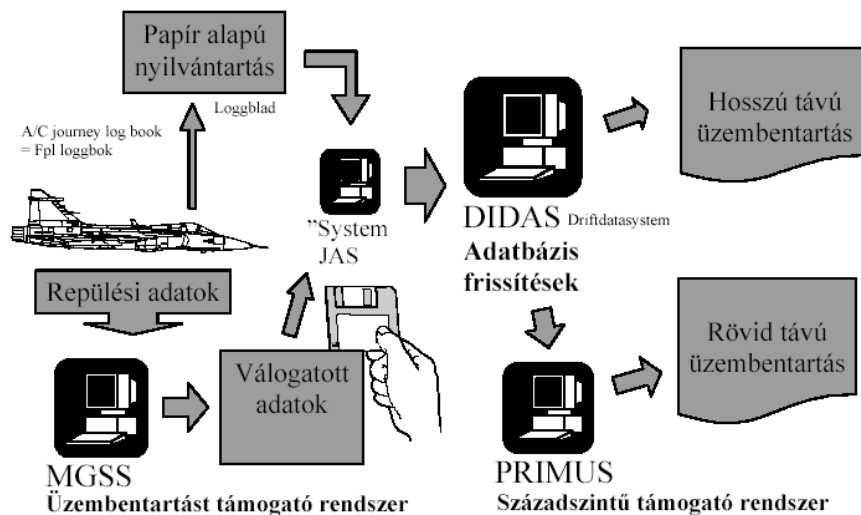 Papír alapú
nyilvántartás
Loggblad
A/C journey log book
= Fpl loggbok
Hosszú távú
üzembentartás
"System
JAS
DIDAS Driftdatasystem
Adatbázis
frissítések
Repülési adatok
Válogatott
adatok
Rövid távú
üzembentartás
MGSS
Üzembentartást támogató rendszer
PRIMUS
Századszintű támogató rendszer